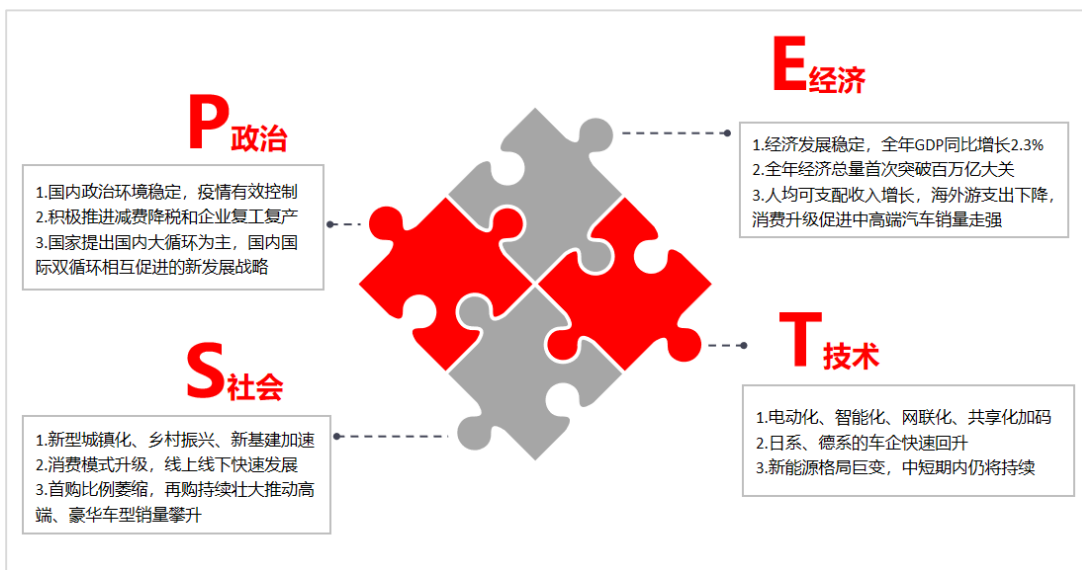 P政治
1.国内政治环境稳定，疫情有效控制
2.积极推进减费降税和企业复工复产
3.国家提出国内大循环为主，国内国
际双循环相互促进的新发展战略
E经济
1.经济发展稳定，全年GDP同比增长2.3%
2.全年经济总量首次突破百万亿大关
3.人均可支配收入增长，海外游支出下降，
消费升级促进中高端汽车销量走强
S社会
1.新型城镇化、乡村振兴、新基建加速
2.消费模式升级，线上线下快速发展
3.首购比例萎缩，再购持续壮大推动高
端、豪华车型销量攀升
T技术
1.电动化、智能化、网联化、共享化加码
2.日系、德系的车企快速回升
3.新能源格局巨变，中短期内仍将持续